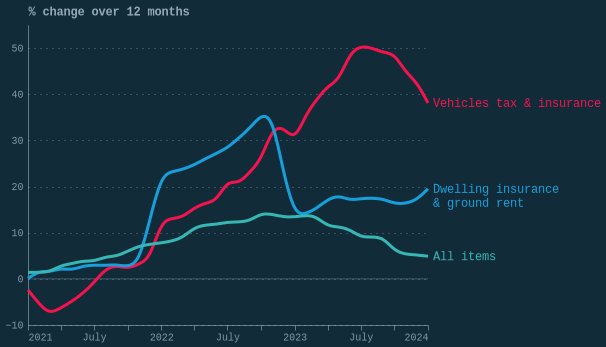 % change over 12 months
50
40
Vehicles tax & insurance
30
20
Dwelling insurance
& ground rent
10
All items
0
−10
2021 July 2022 July 2023 July 2024